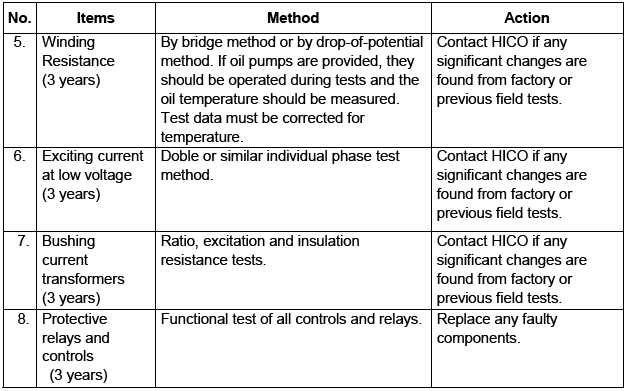 No. Items Method Action
5. Winding
Resistance
(3 years)
By bridge method or by drop-of-potential
method. If oil pumps are provided, they
should be operated during tests and the
oil temperature should be measured.
Test data must be corrected for
temperature.
Contact HICO if any
significant changes are
found from factory or
previous field tests.
6. Exciting current
at low voltage
(3 years)
Doble or similar individual phase test
method.
Contact HICO if any
significant changes are
found from factory or
previous field tests.
7. Bushing
current
transformers
(3 years)
Ratio, excitation and insulation
resistance tests.
Contact HICO if any
significant changes are
found from factory or
previous field tests.
8. Protective
relays and
controls
(3 years)
Functional test of all controls and relays.
Replace any faulty
components.